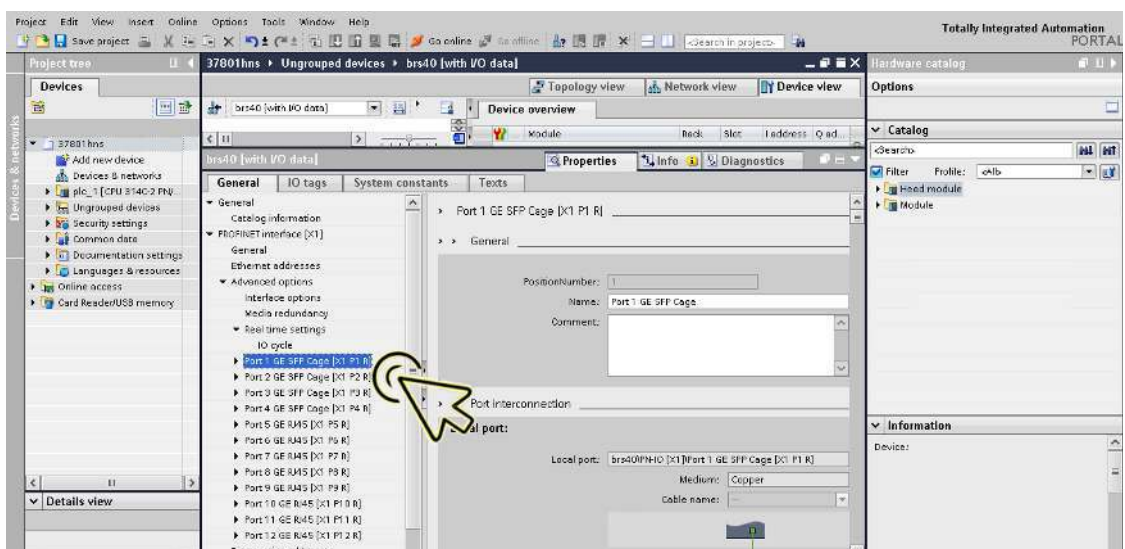 Project Edit View Insert Online Options Tools Window Help
Totally Integrated Automation
PORTAL
Save project Go online Go offline <Search in project>
Project tree
Devices
Devices & networks
37801hns
Add new device
Devices & networks
plc_1 [CPU 314C-2 PN/...
Ungrouped devices
Security settings
Common data
Documentation settings
Languages & resources
Online access
Card Reader/USB memory
Details view
37801hns Ungrouped devices brs40 [with I/O data]
Topology view Network view Device view
brs40 [with I/O data]
Device overview
Module Rack Slot I address Q ad...
brs40 [with I/O data]
Properties Info Diagnostics
General IO tags System constants Texts
General
Catalog information
PROFINET interface [X1]
General
Ethernet addresses
Advanced options
Interface options
Media redundancy
Real time settings
IO cycle
Port 1 GE SFP Cage [X1 P1 R]
Port 2 GE SFP Cage [X1 P2 R]
Port 3 GE SFP Cage [X1 P3 R]
Port 4 GE SFP Cage [X1 P4 R]
Port 5 GE RJ45 [X1 P5 R]
Port 6 GE RJ45 [X1 P6 R]
Port 7 GE RJ45 [X1 P7 R]
Port 8 GE RJ45 [X1 P8 R]
Port 9 GE RJ45 [X1 P9 R]
Port 10 GE RJ45 [X1 P10 R]
Port 11 GE RJ45 [X1 P11 R]
Port 12 GE RJ45 [X1 P12 R]
Port 1 GE SFP Cage [X1 P1 R]
General
PositionNumber: 1
Name: Port 1 GE SFP Cage
Comment:
Port interconnection
port:
Local port: brs40\PN-IO [X1]\Port 1 GE SFP Cage [X1 P1 R]
Medium: Copper
Cable name: ---
Hardware catalog
Options
Catalog
<Search>
Filter Profile: <All>
Head module
Module
Information
Device: